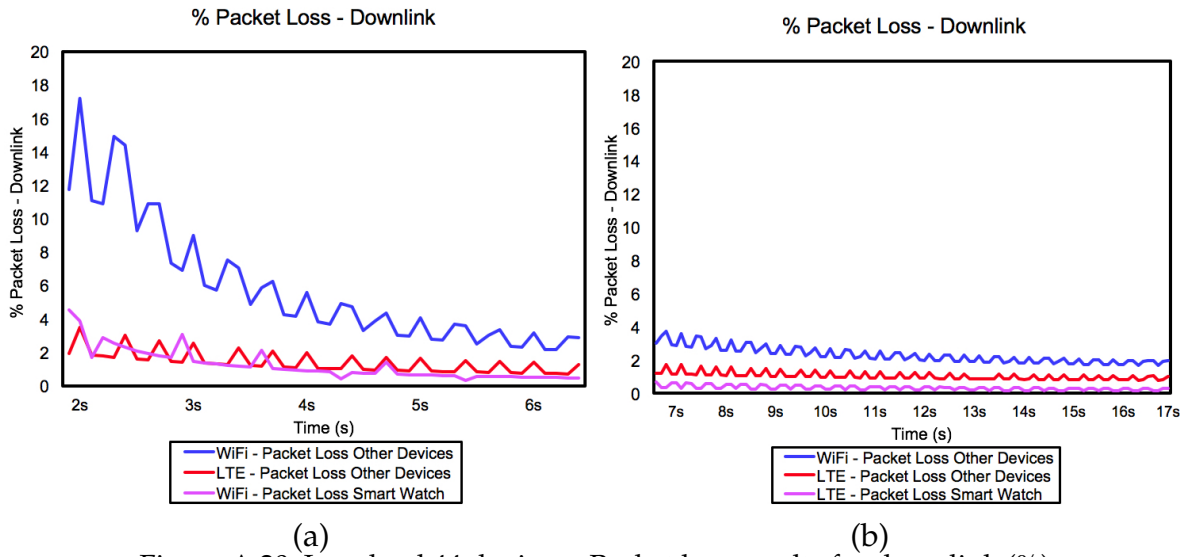 % Packet Loss - Downlink
% Packet Loss - Downlink
20
18
16
14
12
10
8
6
4
2
0
2s
3s
4s
5s
6s
Time (s)
WiFi - Packet Loss Other Devices
LTE - Packet Loss Other Devices
WiFi - Packet Loss Smart Watch
(a)
% Packet Loss - Downlink
% Packet Loss - Downlink
20
18
16
14
12
10
8
6
4
2
0
7s
8s
9s
10s
11s
12s
13s
14s
15s
16s
17s
Time (s)
WiFi - Packet Loss Other Devices
LTE - Packet Loss Other Devices
LTE - Packet Loss Smart Watch
(b)